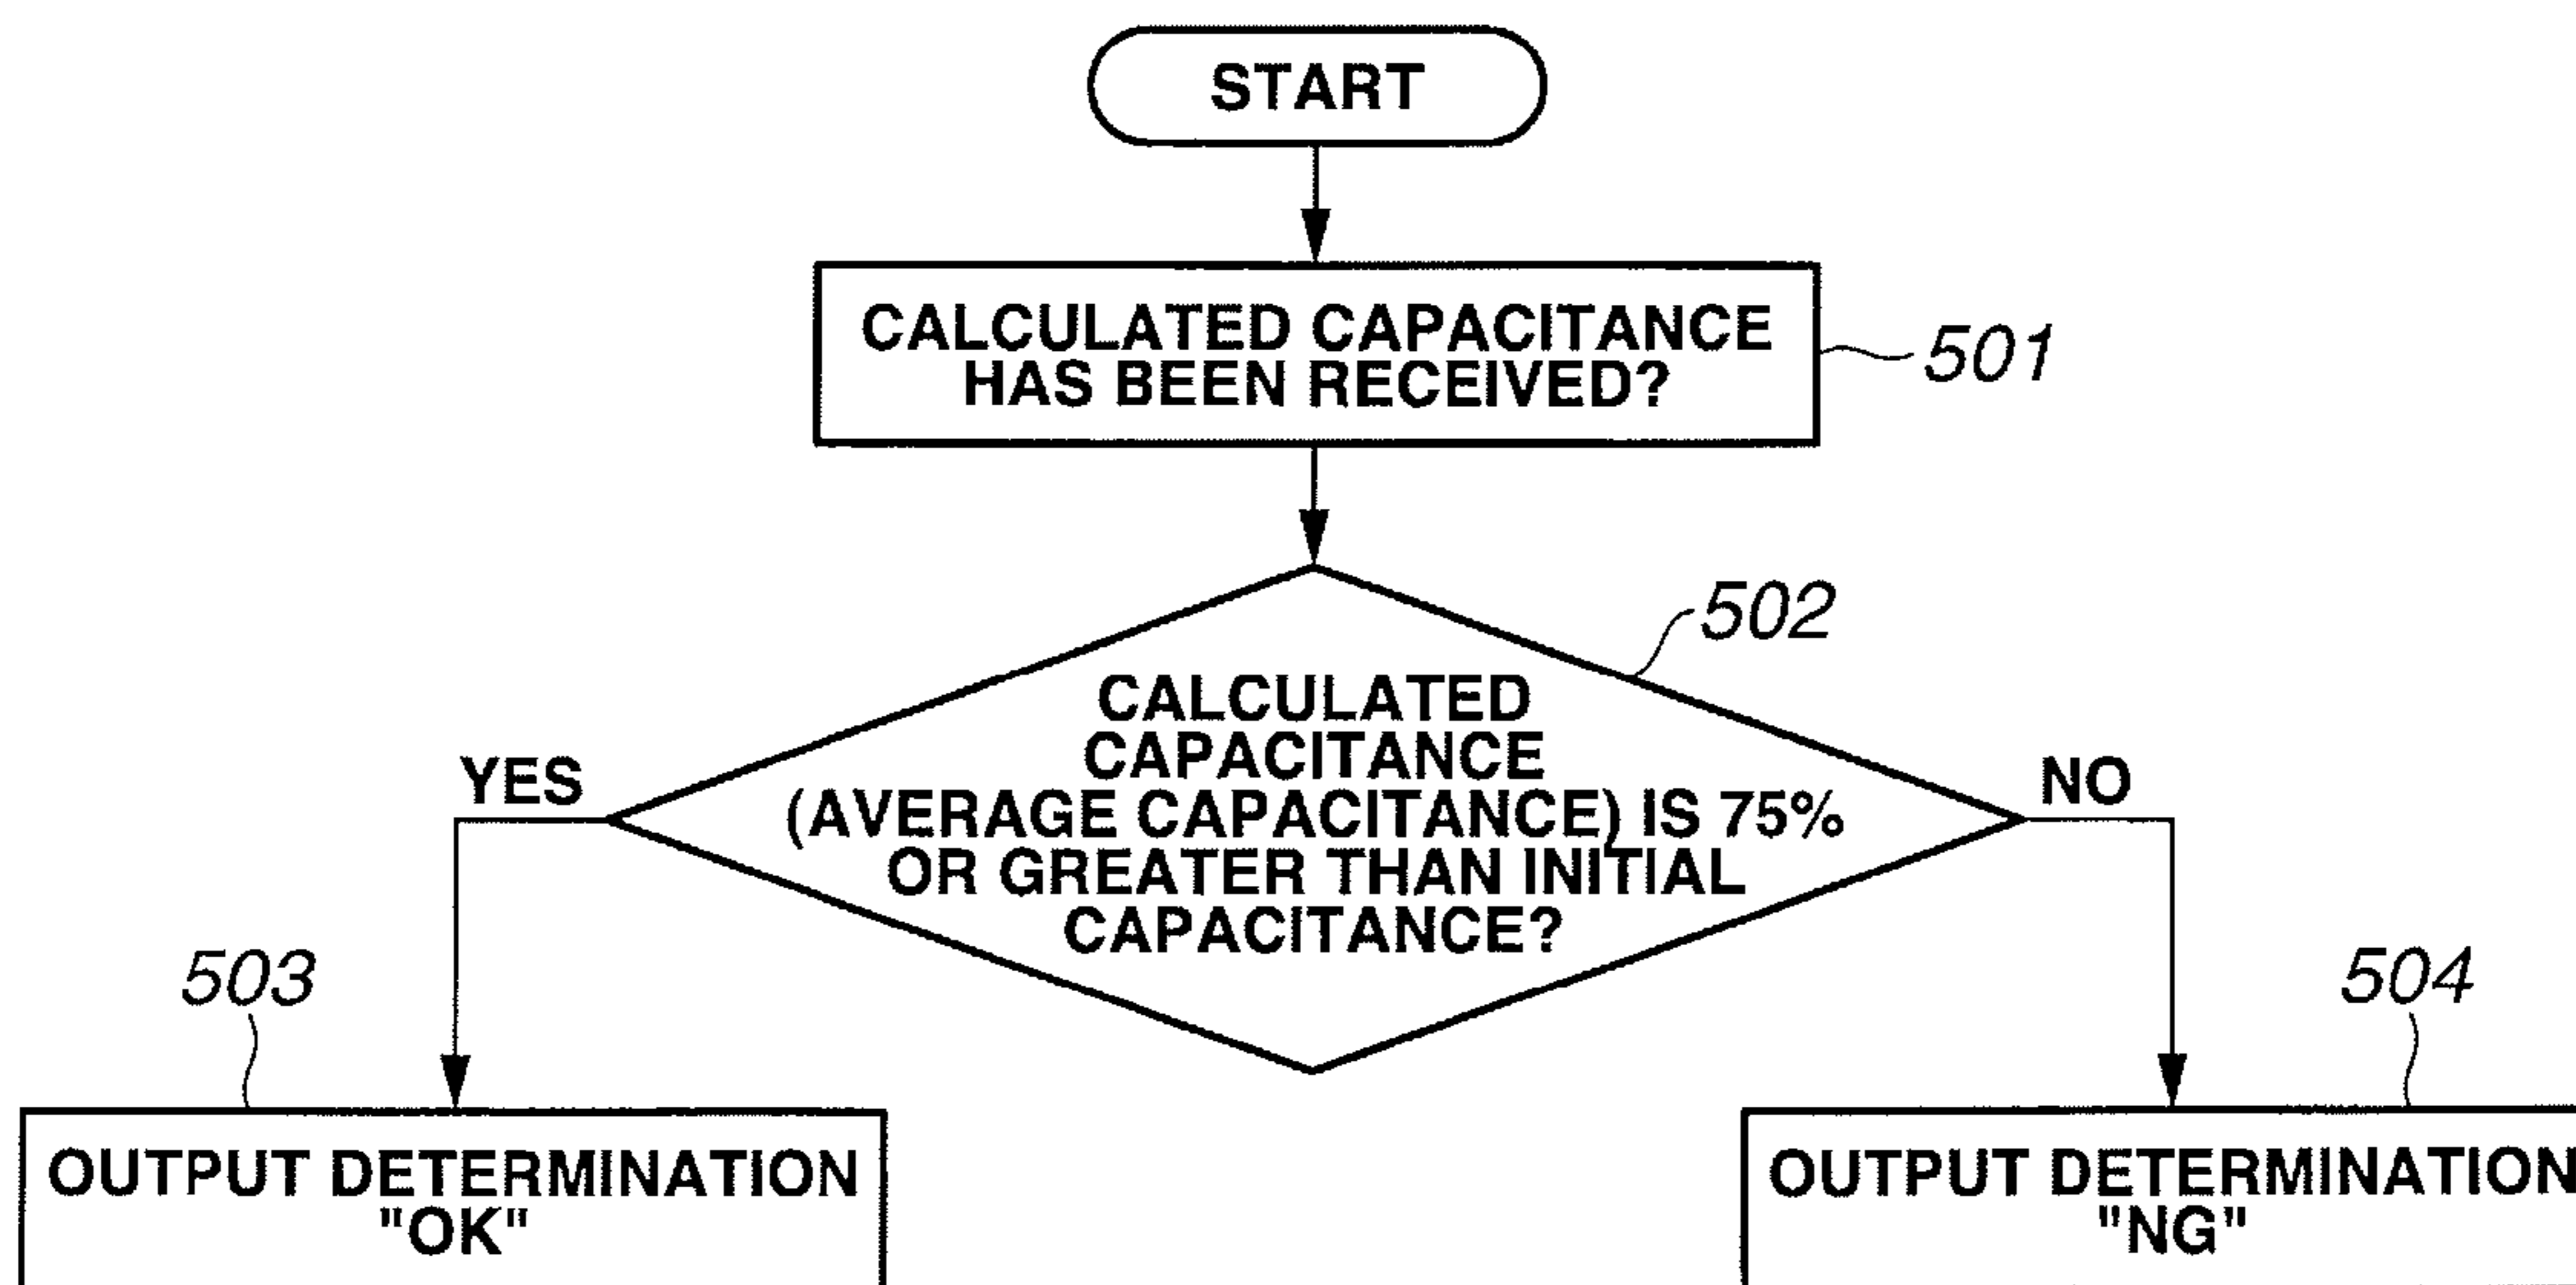 START
CALCULATED CAPACITANCE
HAS BEEN RECEIVED?
501
502
CALCULATED
CAPACITANCE
(AVERAGE CAPACITANCE) IS 75%
OR GREATER THAN INITIAL
CAPACITANCE?
YES
NO
503
504
OUTPUT DETERMINATION
"OK"
OUTPUT DETERMINATION
"NG"